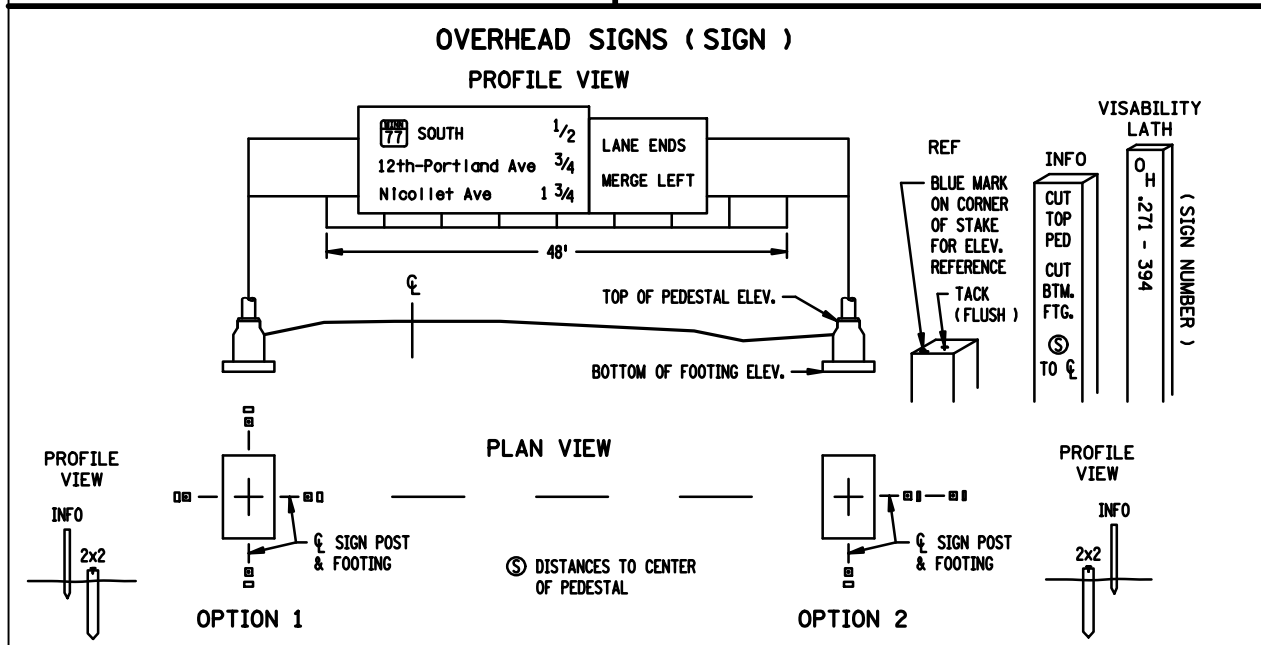 OVERHEAD SIGNS ( SIGN )
PROFILE VIEW
MINN
77 SOUTH 1/2
12th-Portland Ave 3/4
Nicollet Ave 1 3/4
LANE ENDS
MERGE LEFT
48'
℄
TOP OF PEDESTAL ELEV.
BOTTOM OF FOOTING ELEV.
REF
BLUE MARK
ON CORNER
OF STAKE
FOR ELEV.
REFERENCE
TACK
(FLUSH )
INFO
CUT
TOP
PED
CUT
BTM.
FTG.
Ⓢ
TO ℄
VISABILITY
LATH
OH .271 - 394
( SIGN NUMBER )
PLAN VIEW
PROFILE
VIEW
INFO
2x2
℄ SIGN POST
& FOOTING
OPTION 1
Ⓢ DISTANCES TO CENTER
OF PEDESTAL
℄ SIGN POST
& FOOTING
OPTION 2
PROFILE
VIEW
INFO
2x2